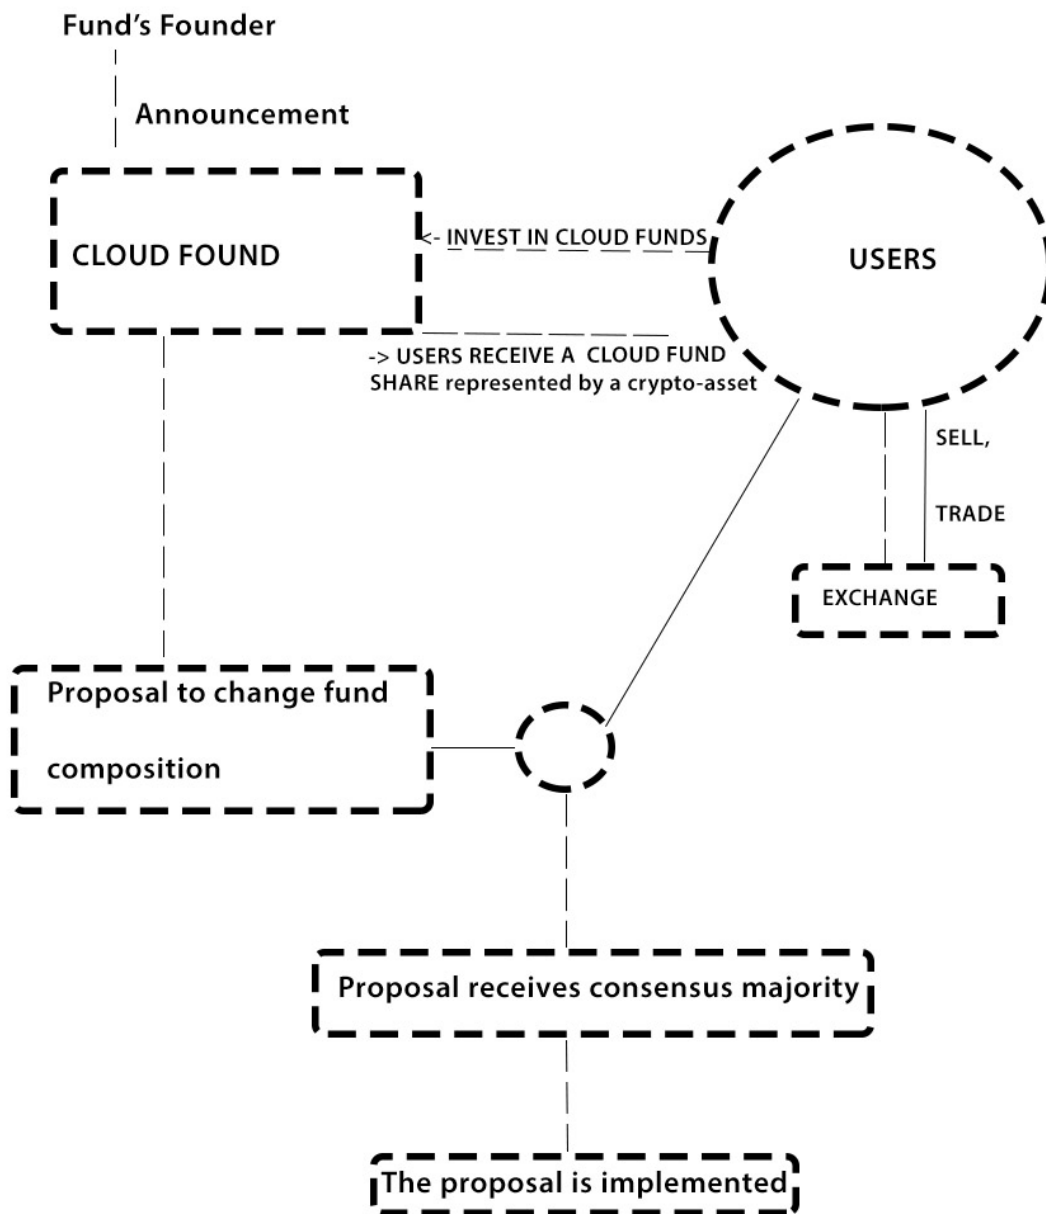 Fund's Founder
Announcement
CLOUD FOUND
<- INVEST IN CLOUD FUNDS
USERS
-> USERS RECEIVE A CLOUD FUND
SHARE represented by a crypto-asset
SELL,
TRADE
EXCHANGE
Proposal to change fund
composition
Proposal receives consensus majority
The proposal is implemented